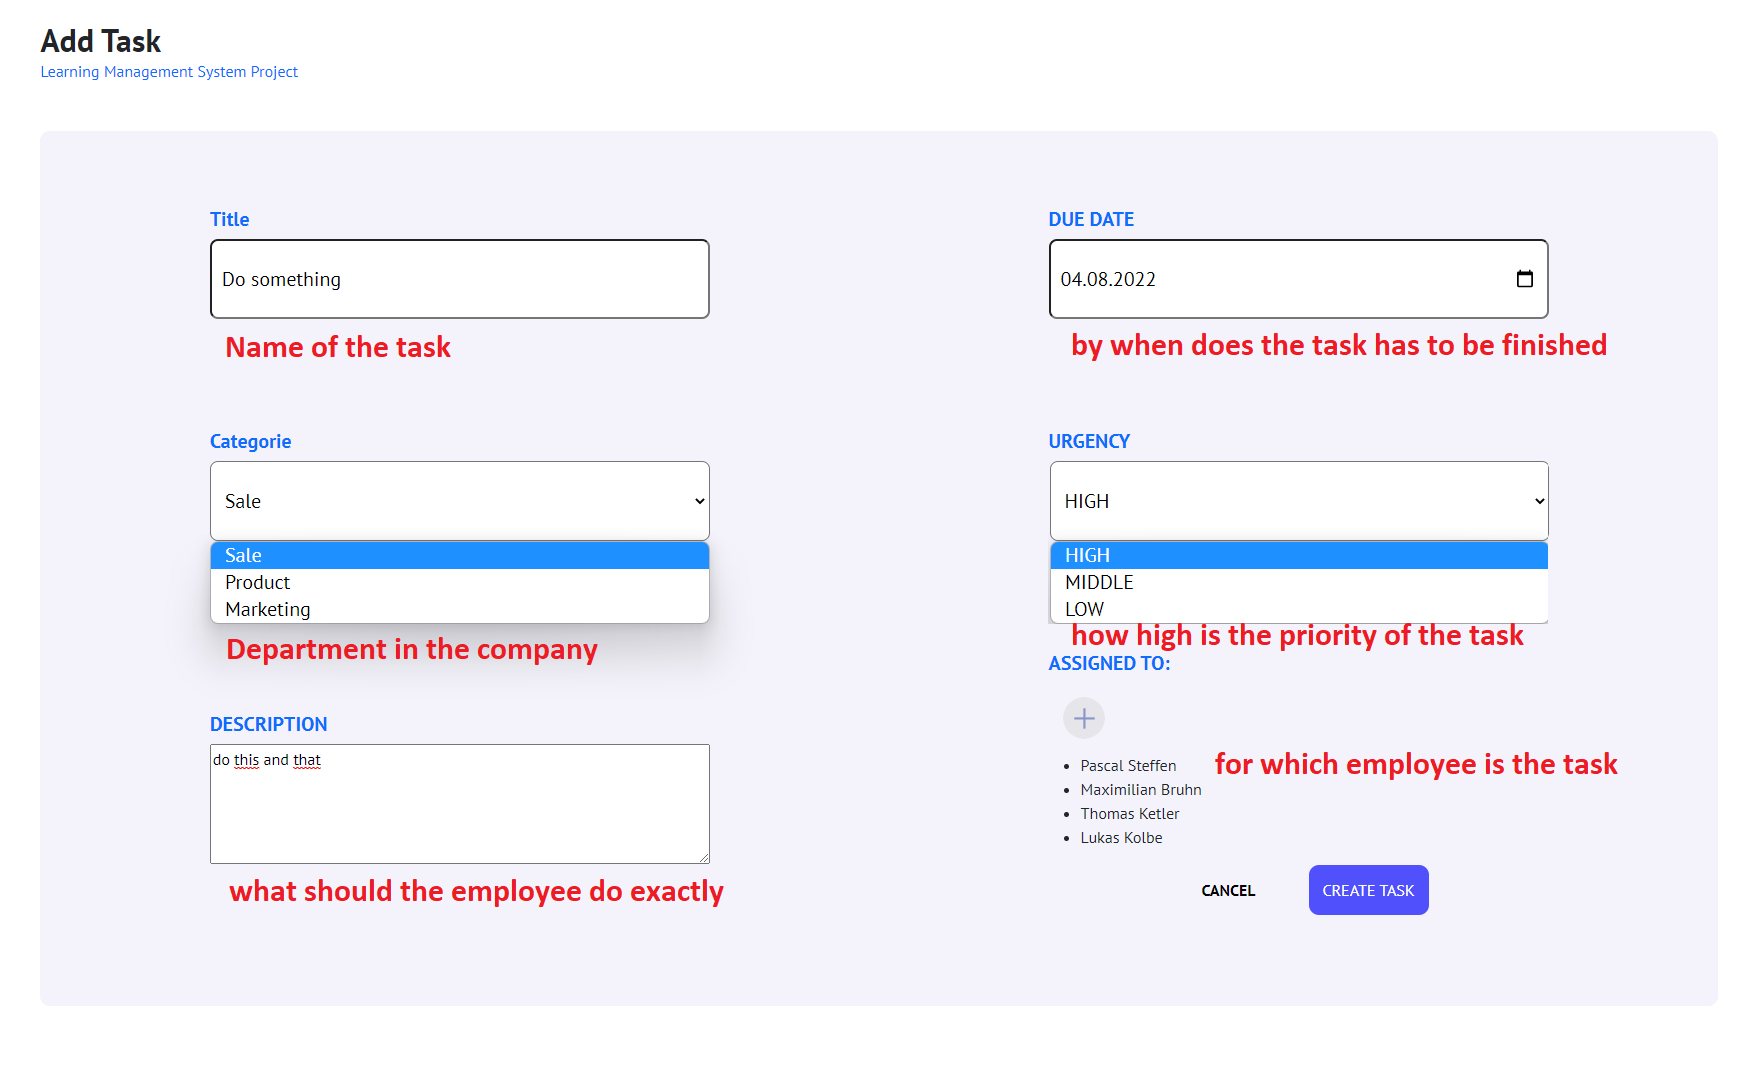 Add Task
Learning Management System Project
Title
Do something
Name of the task
DUE DATE
04.08.2022
by when does the task has to be finished
Categorie
Sale
Sale
Product
Marketing
Department in the company
URGENCY
HIGH
HIGH
MIDDLE
LOW
how high is the priority of the task
DESCRIPTION
do this and that
what should the employee do exactly
ASSIGNED TO:
Pascal Steffen
Maximilian Bruhn
Thomas Ketler
Lukas Kolbe
for which employee is the task
CANCEL
CREATE TASK